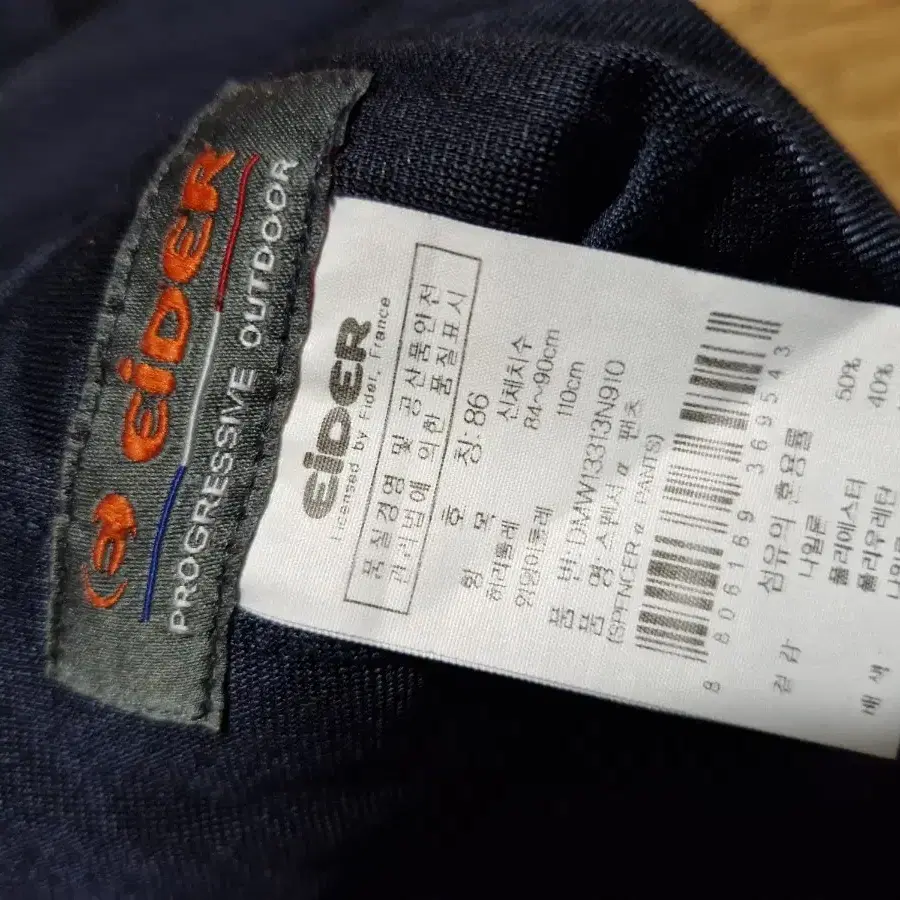 EiDER
PROGRESSIVE OUTDOOR
EiDER
Licensed by Eider, France
품질경영 및 공산품안전
관리법에 의한 품질표시
호 칭: 86
항 목 신체치수
허리둘레 84~90cm
엉덩이둘레 110cm
품 번: DMW13313N910
품 명: 스펜서 α 팬츠
(SPENCER α PANTS)
8 806169 369543
섬유의 혼용률
겉감 나일론 50%
폴리에스터 40%
폴리우레탄
배색